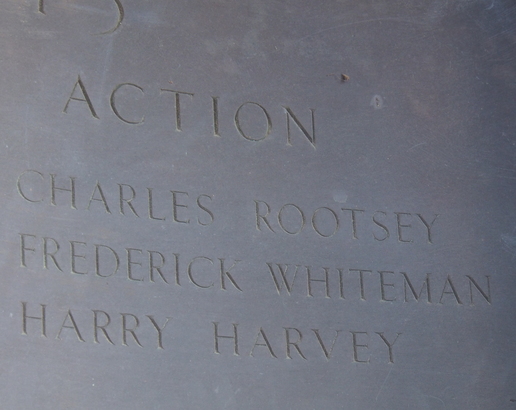 ACTION
CHARLES ROOTSEY
FREDERICK WHITEMAN
HARRY HARVEY